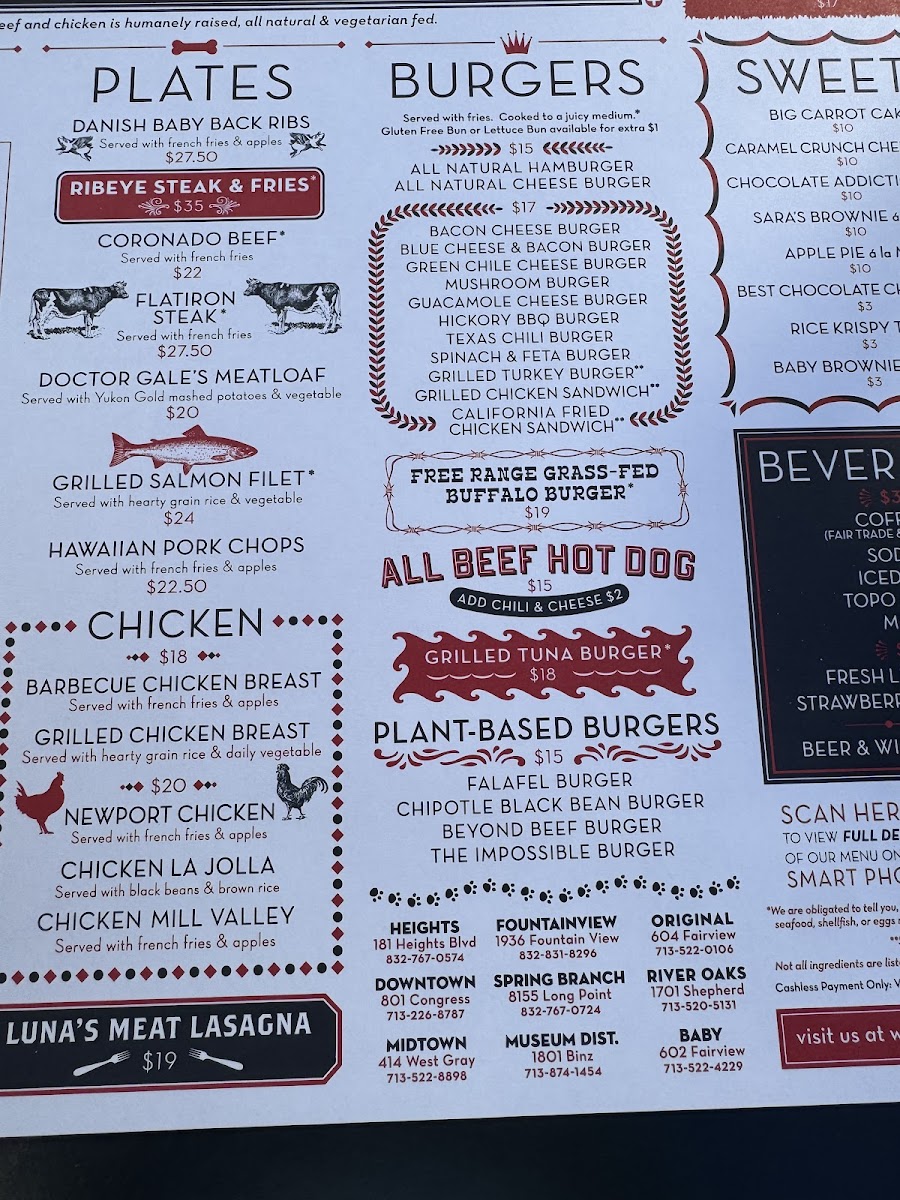 eef and chicken is humanely raised, all natural & vegetarian fed.
PLATES
DANISH BABY BACK RIBS
Served with french fries & apples
$27.50
RIBEYE STEAK & FRIES*
$35
CORONADO BEEF*
Served with french fries
$22
FLATIRON
STEAK*
Served with french fries
$27.50
DOCTOR GALE'S MEATLOAF
Served with Yukon Gold mashed potatoes & vegetable
$20
GRILLED SALMON FILET*
Served with hearty grain rice & vegetable
$24
HAWAIIAN PORK CHOPS
Served with french fries & apples
$22.50
CHICKEN
$18
BARBECUE CHICKEN BREAST
Served with french fries & apples
GRILLED CHICKEN BREAST
Served with hearty grain rice & daily vegetable
$20
NEWPORT CHICKEN
Served with french fries & apples
CHICKEN LA JOLLA
Served with black beans & brown rice
CHICKEN MILL VALLEY
Served with french fries & apples
LUNA'S MEAT LASAGNA
$19
BURGERS
Served with fries. Cooked to a juicy medium.*
Gluten Free Bun or Lettuce Bun available for extra $1
$15
ALL NATURAL HAMBURGER
ALL NATURAL CHEESE BURGER
$17
BACON CHEESE BURGER
BLUE CHEESE & BACON BURGER
GREEN CHILE CHEESE BURGER
MUSHROOM BURGER
GUACAMOLE CHEESE BURGER
HICKORY BBQ BURGER
TEXAS CHILI BURGER
SPINACH & FETA BURGER
GRILLED TURKEY BURGER**
GRILLED CHICKEN SANDWICH**
CALIFORNIA FRIED
CHICKEN SANDWICH**
FREE RANGE GRASS-FED
BUFFALO BURGER*
$19
ALL BEEF HOT DOG
$15
ADD CHILI & CHEESE $2
GRILLED TUNA BURGER*
$18
PLANT-BASED BURGERS
$15
FALAFEL BURGER
CHIPOTLE BLACK BEAN BURGER
BEYOND BEEF BURGER
THE IMPOSSIBLE BURGER
HEIGHTS
181 Heights Blvd
832-767-0574
FOUNTAINVIEW
1936 Fountain View
832-831-8296
ORIGINAL
604 Fairview
713-522-0106
DOWNTOWN
801 Congress
713-226-8787
SPRING BRANCH
8155 Long Point
832-767-0724
RIVER OAKS
1701 Shepherd
713-520-5131
MIDTOWN
414 West Gray
713-522-8898
MUSEUM DIST.
1801 Binz
713-874-1454
BABY
602 Fairview
713-522-4229
$17
SWEET
BIG CARROT CAK
$10
CARAMEL CRUNCH CHE
$10
CHOCOLATE ADDICTI
$10
SARA'S BROWNIE á
$10
APPLE PIE á la
$10
BEST CHOCOLATE CH
$3
RICE KRISPY T
$3
BABY BROWNIE
$3
BEVER
$3
COFF
(FAIR TRADE &
SOD
ICED
TOPO
M
FRESH L
STRAWBERR
BEER & WI
SCAN HER
TO VIEW FULL DE
OF OUR MENU ON
SMART PHO
*We are obligated to tell you,
seafood, shellfish, or eggs
Not all ingredients are list
Cashless Payment Only: V
visit us at w